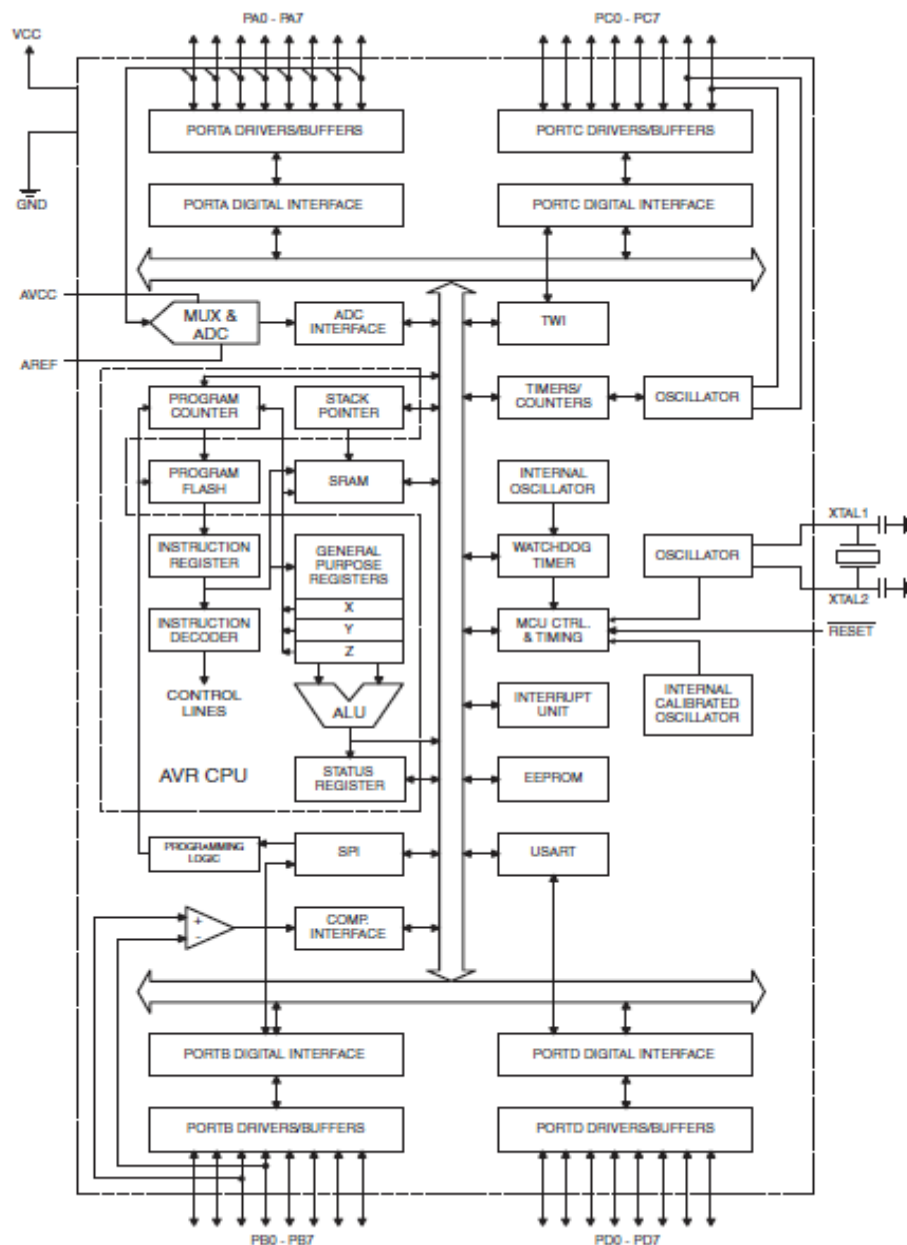 PA0 - PA7
PC0 - PC7
VCC
PORTA DRIVERS/BUFFERS
PORTC DRIVERS/BUFFERS
PORTA DIGITAL INTERFACE
PORTC DIGITAL INTERFACE
GND
AVCC
MUX &
ADC
ADC
INTERFACE
TWI
AREF
PROGRAM
COUNTER
STACK
POINTER
TIMERS/
COUNTERS
OSCILLATOR
PROGRAM
FLASH
SRAM
INTERNAL
OSCILLATOR
XTAL1
INSTRUCTION
REGISTER
GENERAL
PURPOSE
REGISTERS
WATCHDOG
TIMER
OSCILLATOR
XTAL2
X
INSTRUCTION
DECODER
Y
MCU CTRL.
& TIMING
RESET
Z
CONTROL
LINES
ALU
INTERRUPT
UNIT
INTERNAL
CALIBRATED
OSCILLATOR
AVR CPU
STATUS
REGISTER
EEPROM
PROGRAMMING
LOGIC
SPI
USART
+
-
COMP.
INTERFACE
PORTB DIGITAL INTERFACE
PORTD DIGITAL INTERFACE
PORTB DRIVERS/BUFFERS
PORTD DRIVERS/BUFFERS
PB0 - PB7
PD0 - PD7